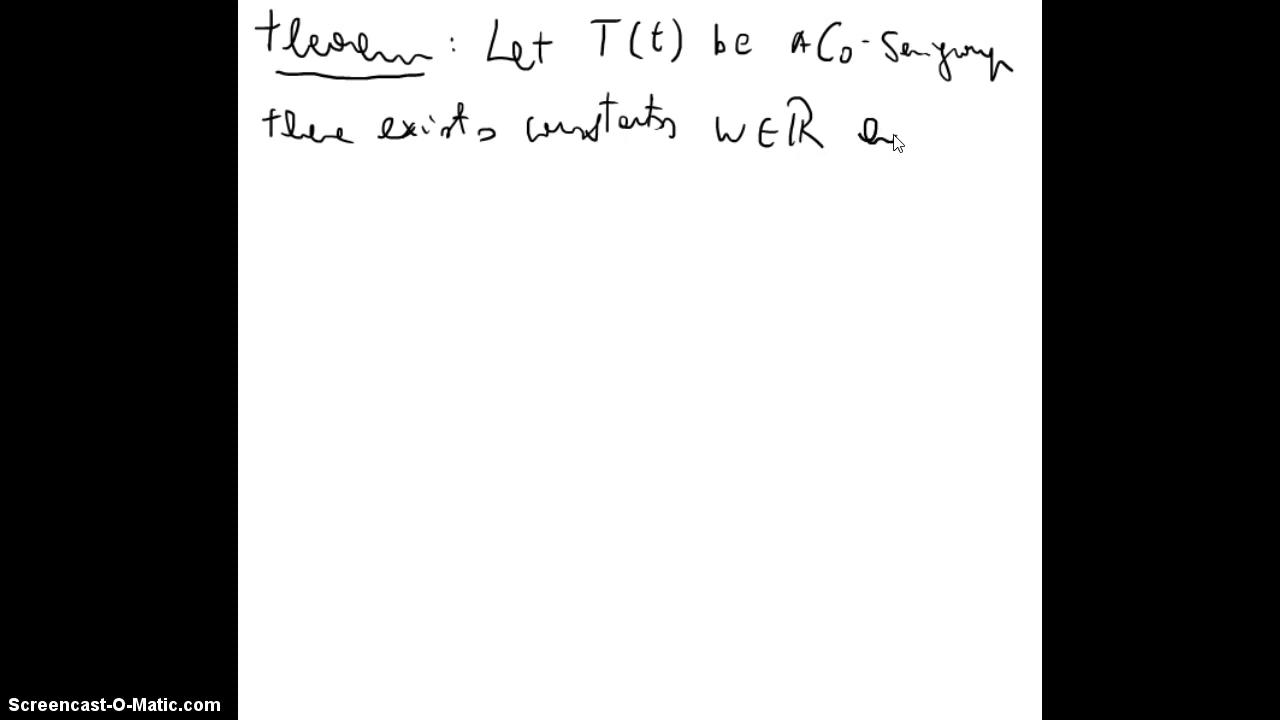 theorem : Let T(t) be a C₀-Semigroup
there exists constants w ∈ ℝ
Screencast-O-Matic.com